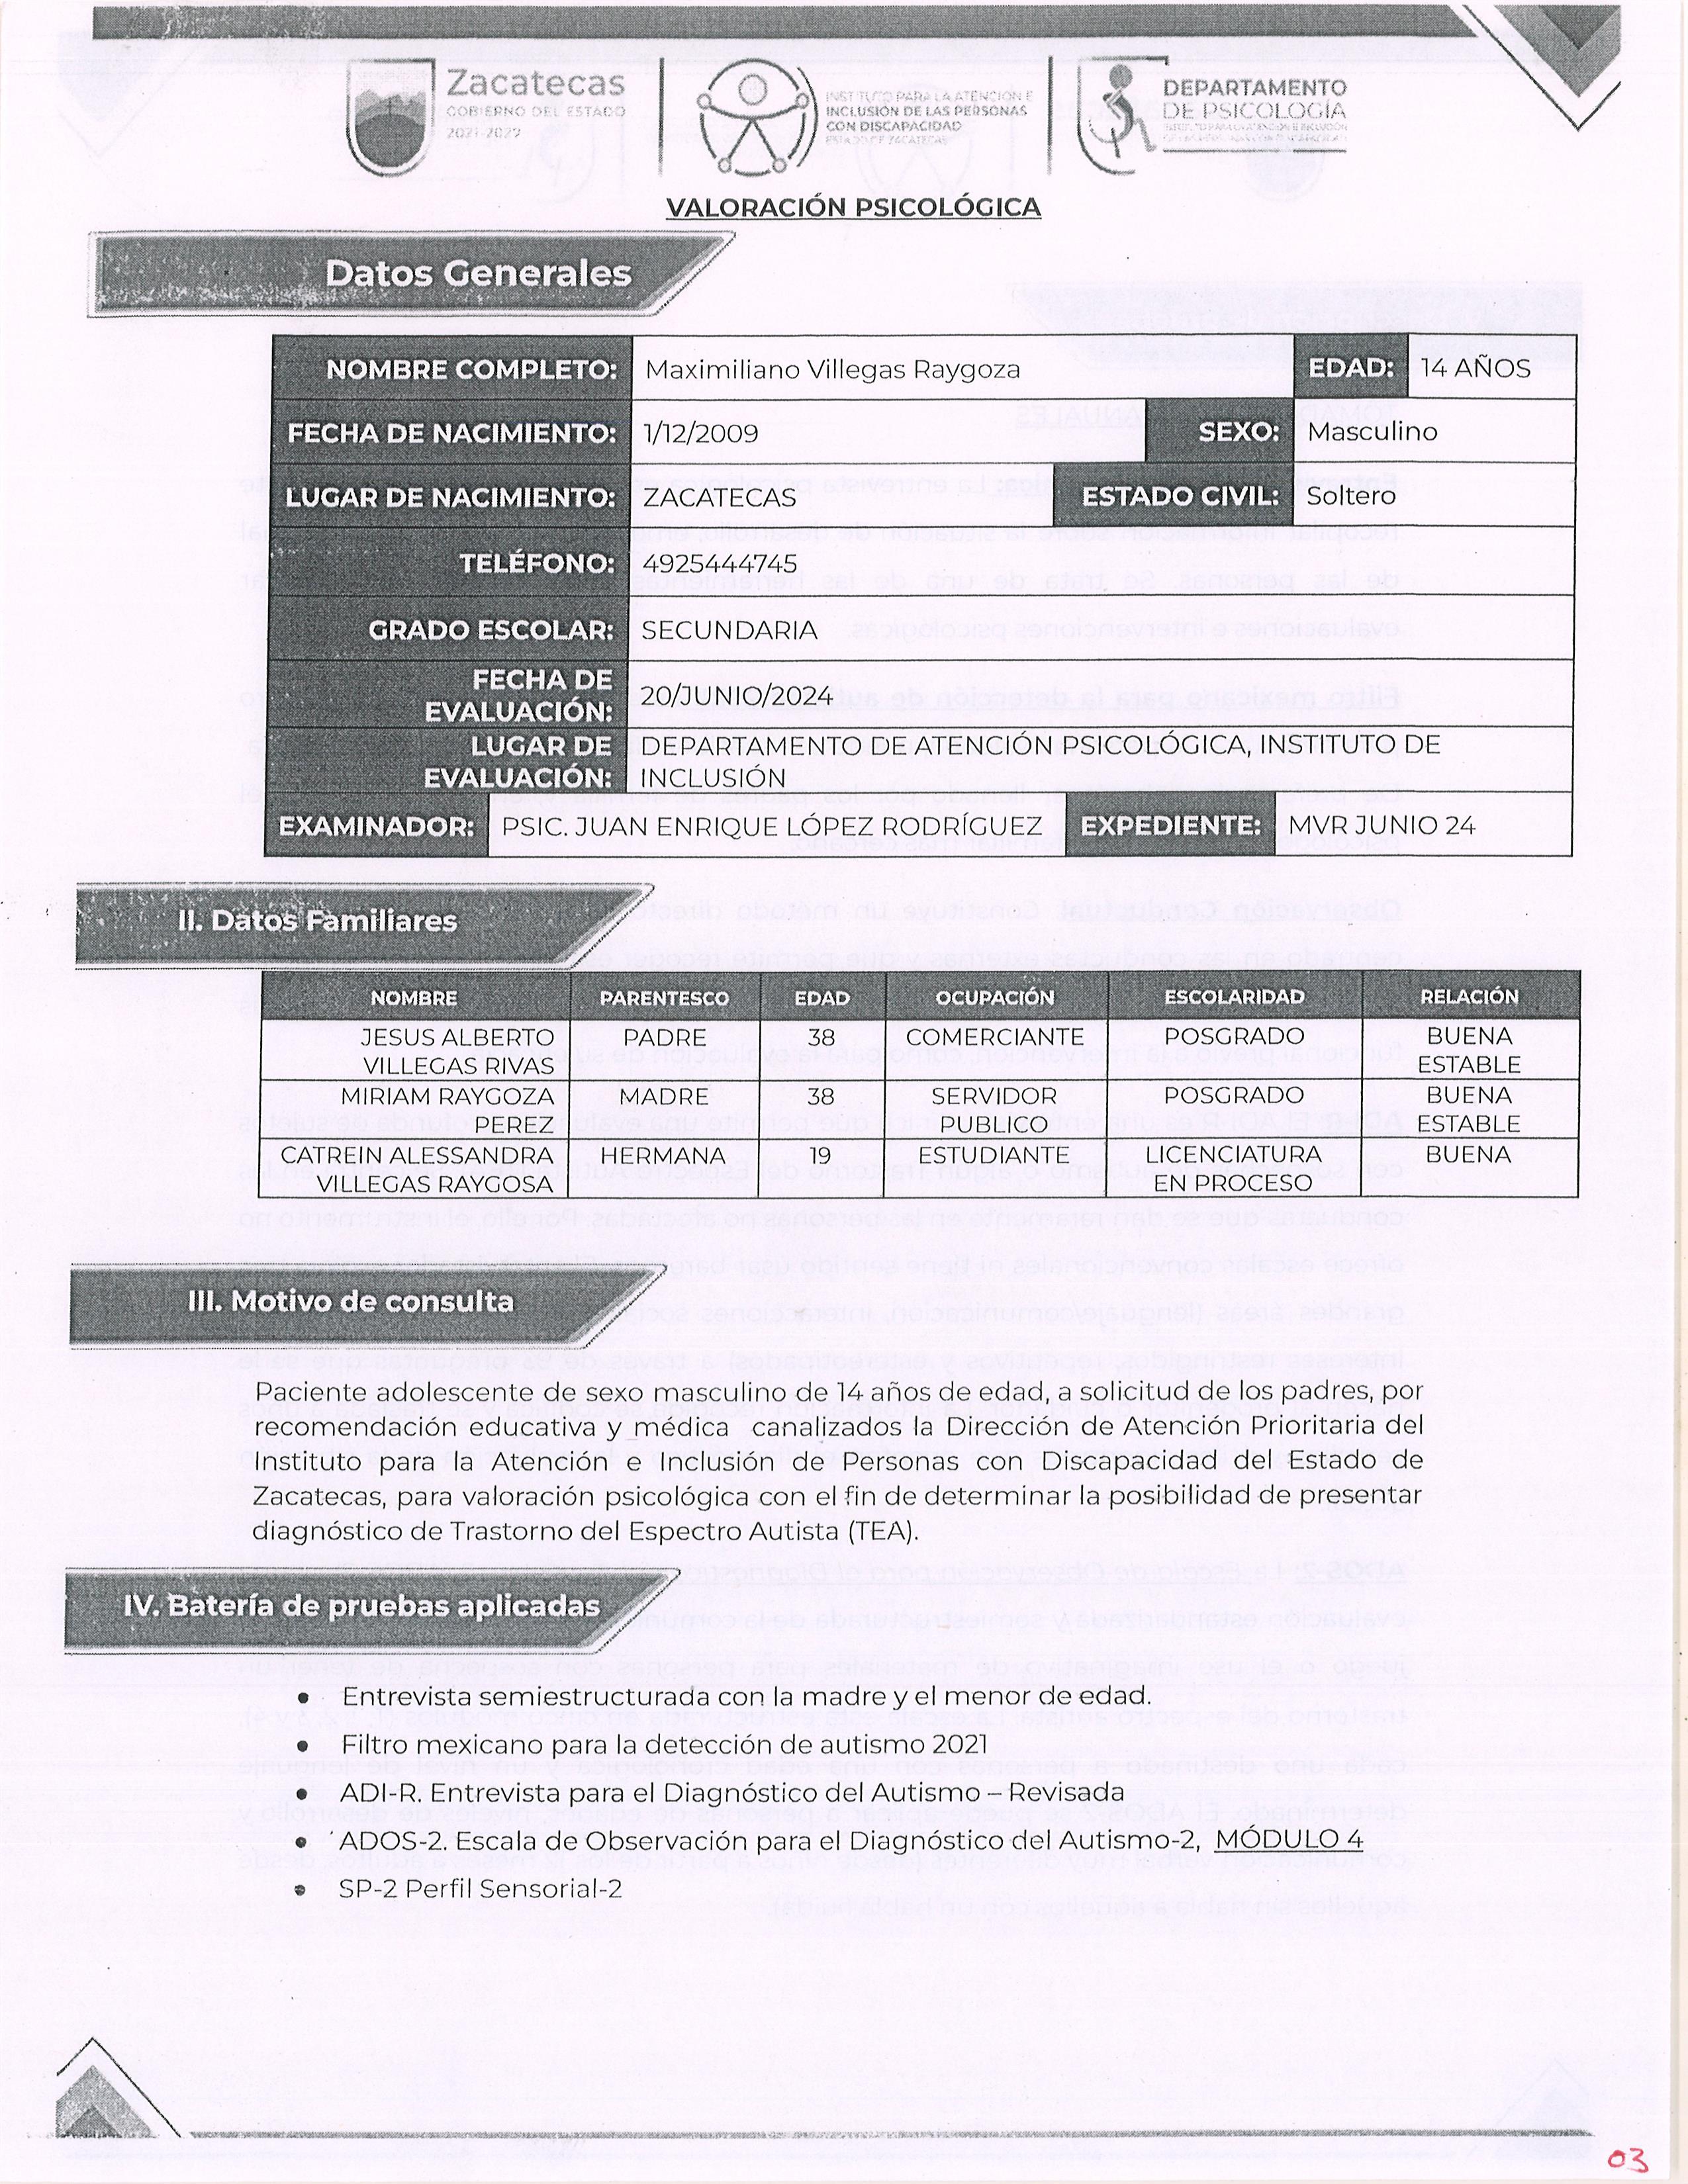 Zacatecas
GOBIERNO DEL ESTADO
2021-2027
INSTITUTO PARA LA ATENCIÓN E
INCLUSIÓN DE LAS PERSONAS
CON DISCAPACIDAD
ESTADO DE ZACATECAS
DEPARTAMENTO
DE PSICOLOGÍA
VALORACIÓN PSICOLÓGICA
Datos Generales
NOMBRE COMPLETO: Maximiliano Villegas Raygoza EDAD: 14 AÑOS
FECHA DE NACIMIENTO: 1/12/2009 SEXO: Masculino
LUGAR DE NACIMIENTO: ZACATECAS ESTADO CIVIL: Soltero
TELÉFONO: 4925444745
GRADO ESCOLAR: SECUNDARIA
FECHA DE
EVALUACIÓN: 20/JUNIO/2024
LUGAR DE
EVALUACIÓN: DEPARTAMENTO DE ATENCIÓN PSICOLÓGICA, INSTITUTO DE
INCLUSIÓN
EXAMINADOR: PSIC. JUAN ENRIQUE LÓPEZ RODRÍGUEZ EXPEDIENTE: MVR JUNIO 24
II. Datos Familiares
NOMBRE PARENTESCO EDAD OCUPACIÓN ESCOLARIDAD RELACIÓN
JESUS ALBERTO PADRE 38 COMERCIANTE POSGRADO BUENA
VILLEGAS RIVAS ESTABLE
MIRIAM RAYGOZA MADRE 38 SERVIDOR POSGRADO BUENA
PEREZ PUBLICO ESTABLE
CATREIN ALESSANDRA HERMANA 19 ESTUDIANTE LICENCIATURA BUENA
VILLEGAS RAYGOSA EN PROCESO
III. Motivo de consulta
Paciente adolescente de sexo masculino de 14 años de edad, a solicitud de los padres, por
recomendación educativa y médica canalizados la Dirección de Atención Prioritaria del
Instituto para la Atención e Inclusión de Personas con Discapacidad del Estado de
Zacatecas, para valoración psicológica con el fin de determinar la posibilidad de presentar
diagnóstico de Trastorno del Espectro Autista (TEA).
IV. Batería de pruebas aplicadas
• Entrevista semiestructurada con la madre y el menor de edad.
• Filtro mexicano para la detección de autismo 2021
• ADI-R. Entrevista para el Diagnóstico del Autismo – Revisada
• ADOS-2. Escala de Observación para el Diagnóstico del Autismo-2, MÓDULO 4
• SP-2 Perfil Sensorial-2
03